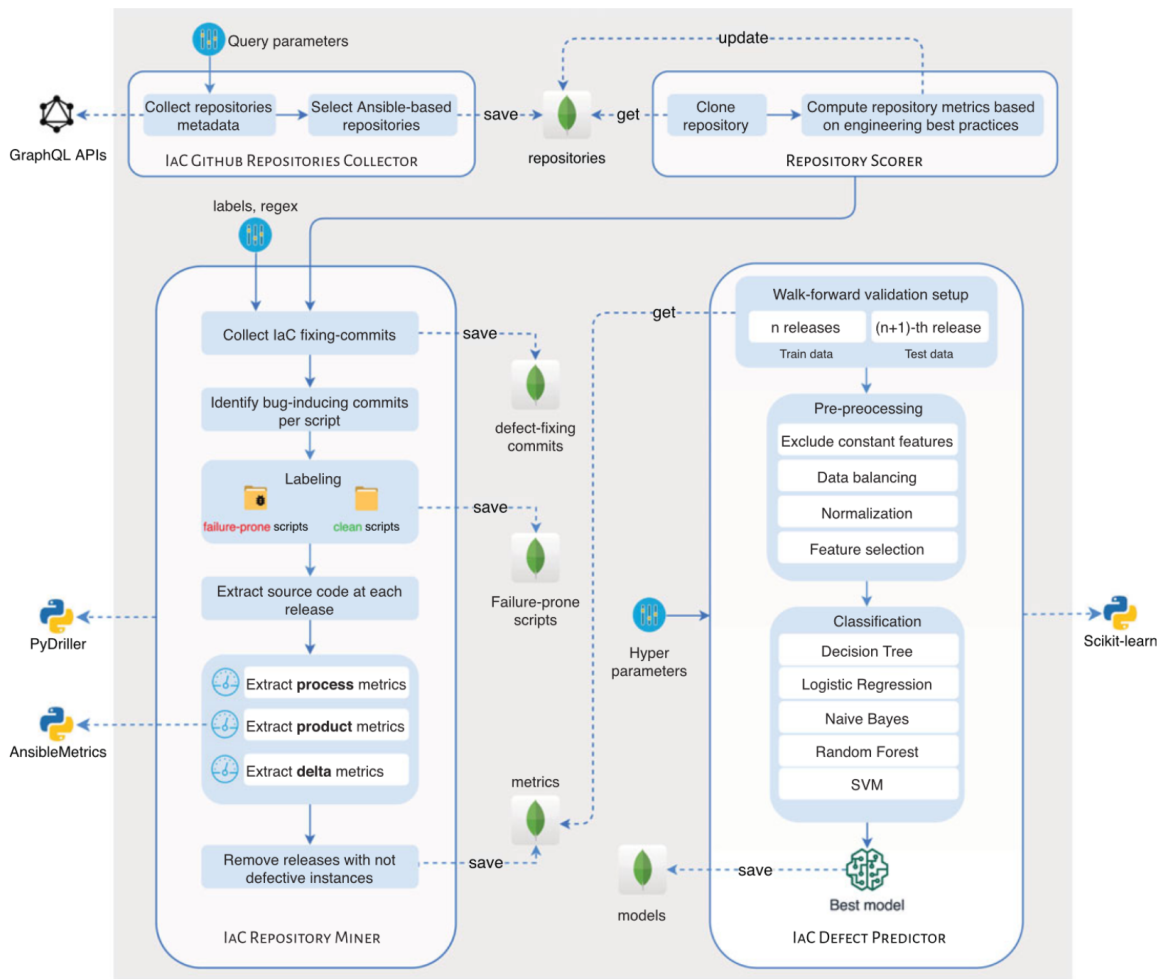 Query parameters
update
Collect repositories
metadata
Select Ansible-based
repositories
save
get
Clone
repository
Compute repository metrics based
on engineering best practices
GraphQL APIs
repositories
IaC Github Repositories Collector
Repository Scorer
labels, regex
Collect IaC fixing-commits
save
get
Walk-forward validation setup
n releases
(n+1)-th release
Train data
Test data
Identify bug-inducing commits
per script
defect-fixing
commits
Pre-preocessing
Exclude constant features
Data balancing
Normalization
Feature selection
Labeling
failure-prone scripts
clean scripts
save
Extract source code at each
release
Failure-prone
scripts
PyDriller
Hyper
parameters
Scikit-learn
Classification
Decision Tree
Logistic Regression
Naive Bayes
Random Forest
SVM
Extract process metrics
Extract product metrics
Extract delta metrics
AnsibleMetrics
metrics
Remove releases with not
defective instances
save
save
models
Best model
IaC Repository Miner
IaC Defect Predictor